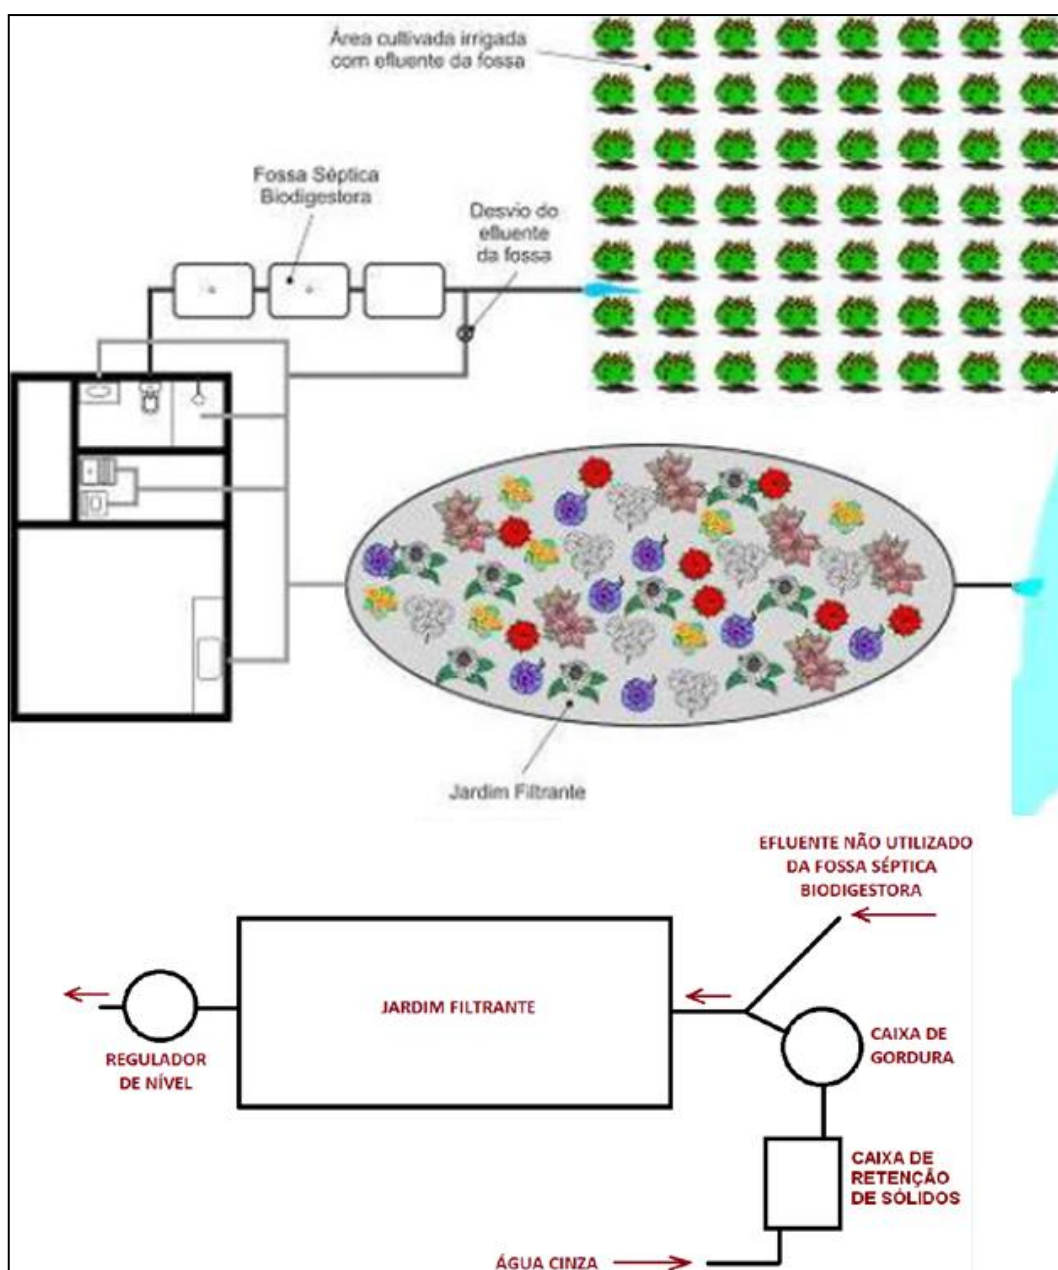 Área cultivada irrigada
com efluente da fossa
Fossa Séptica
Biodigestora
Desvio do
efluente
da fossa
Jardim Filtrante
EFLUENTE NÃO UTILIZADO
DA FOSSA SÉPTICA
BIODIGESTORA
JARDIM FILTRANTE
CAIXA DE
GORDURA
REGULADOR
DE NÍVEL
CAIXA DE
RETENÇÃO
DE SÓLIDOS
ÁGUA CINZA